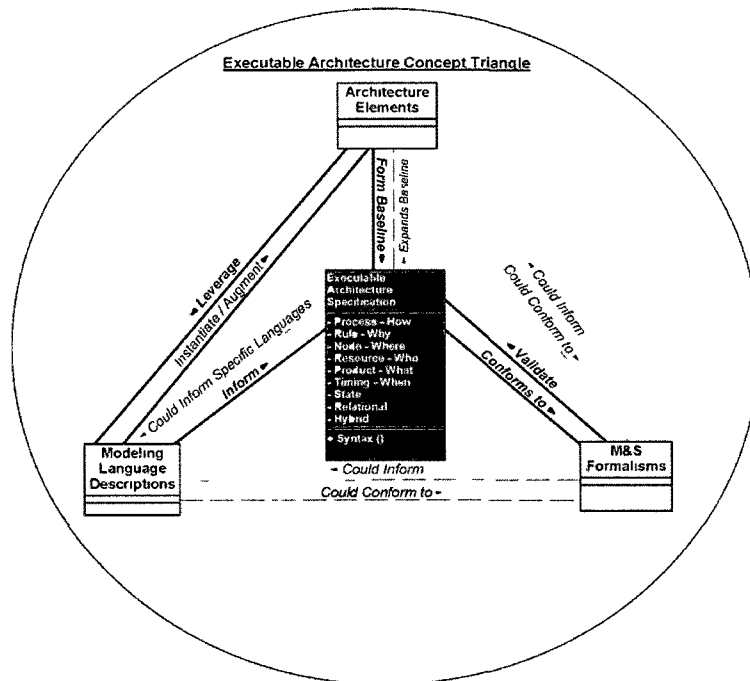 Executable Architecture Concept Triangle
Architecture
Elements
Form Baseline ►
◄ Expands Baseline
◄ Leverage
Instantiate / Augment ►
◄ Could Inform
Could Conform to ►
Executable
Architecture
Specification
- Process - How
- Rule - Why
- Node - Where
- Resource - Who
- Product - What
- Timing - When
- State
- Relational
- Hybrid
+ Syntax ()
◄ Could Inform Specific Languages
Inform ►
◄ Validate
Conforms to ►
Modeling
Language
Descriptions
M&S
Formalisms
◄ Could Inform
Could Conform to ►